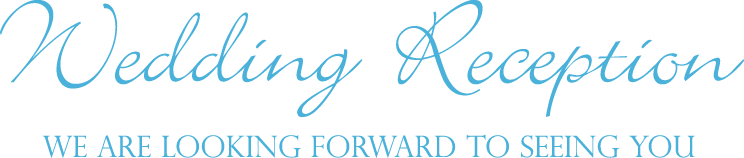 Wedding Reception
WE ARE LOOKING FORWARD TO SEEING YOU